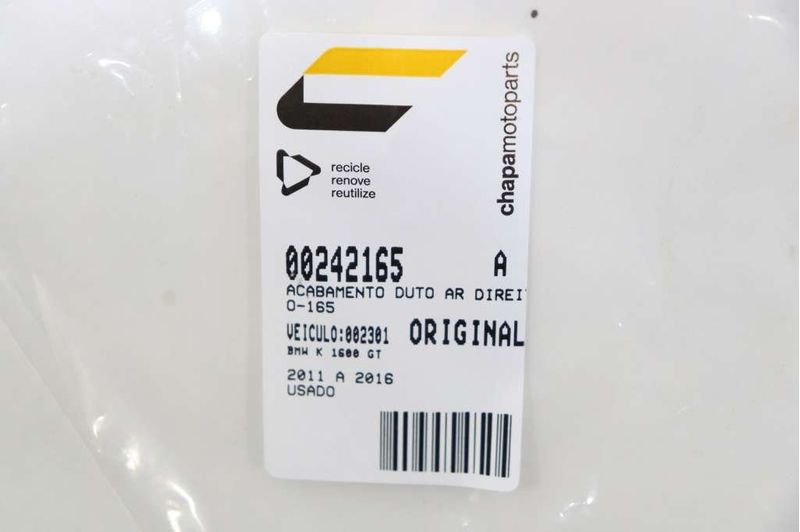 chapamotoparts
recicle
renove
reutilize
00242165 A
ACABAMENTO DUTO AR DIREIT
O-165
VEICULO:002301 ORIGINAL
BMW K 1600 GT
2011 A 2016
USADO